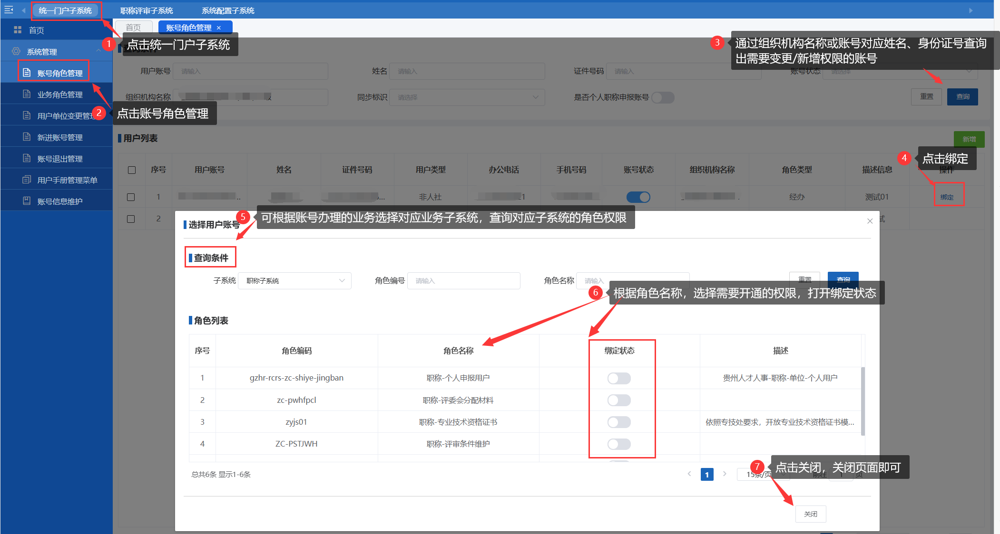 统一门户子系统
职称评审子系统
系统配置子系统
首页
账号角色管理 ×
首页
系统管理
账号角色管理
业务角色管理
用户单位变更管理
新进账号管理
账号退出管理
用户手册管理菜单
账号信息维护
1
点击统一门户子系统
2
点击账号角色管理
3
通过组织机构名称或账号对应姓名、身份证号查询
出需要变更/新增权限的账号
用户账号 请输入
姓名 请输入
证件号码 请输入
账号状态 请选择
组织机构名称
同步标识 请选择
是否个人职称申报账号
重置
查询
用户列表
新增
4
点击绑定
序号 用户账号 姓名 证件号码 用户类型 办公电话 手机号码 账号状态 组织机构名称 角色类型 描述信息 操作
1 非人社 经办 测试01 绑定
2 试
5
可根据账号办理的业务选择对应业务子系统，查询对应子系统的角色权限
选择用户账号
查询条件
子系统 职称子系统
角色编号 请输入
角色名称 请输入
重置
查询
6
根据角色名称，选择需要开通的权限，打开绑定状态
角色列表
序号 角色编码 角色名称 绑定状态 描述
1 gzhr-rcrs-zc-shiye-jingban 职称-个人申报用户 贵州人才人事-职称-单位-个人用户
2 zc-pwhfpcl 职称-评委会分配材料
3 zyjs01 职称-专业技术资格证书 依照专技处要求，开放专业技术资格证书模...
4 ZC-PSTJWH 职称-评审条件维护
总共6条 显示1-6条
1
15条/页
前往 1 页
7
点击关闭，关闭页面即可
关闭